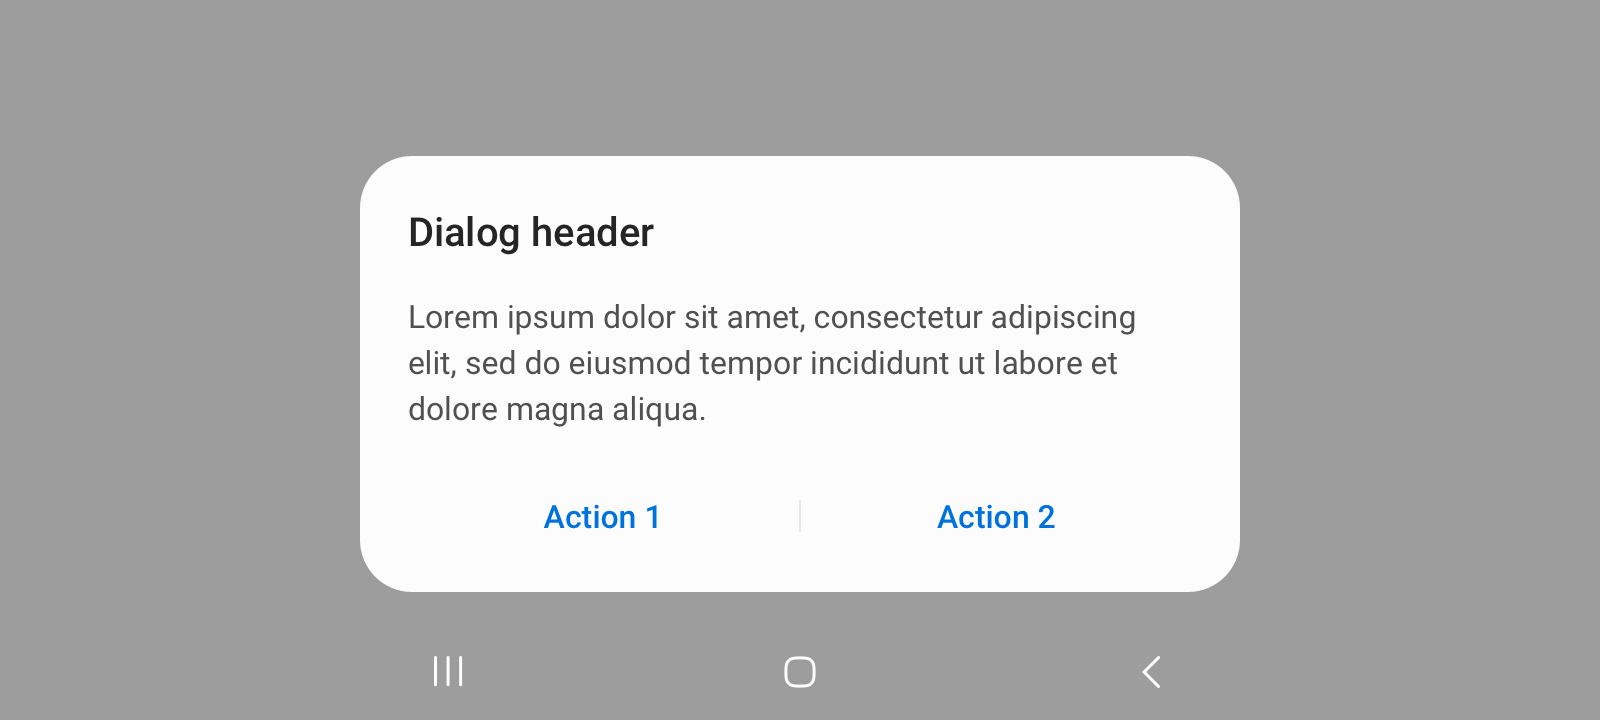 Dialog header
Lorem ipsum dolor sit amet, consectetur adipiscing
elit, sed do eiusmod tempor incididunt ut labore et
dolore magna aliqua.
Action 1
Action 2